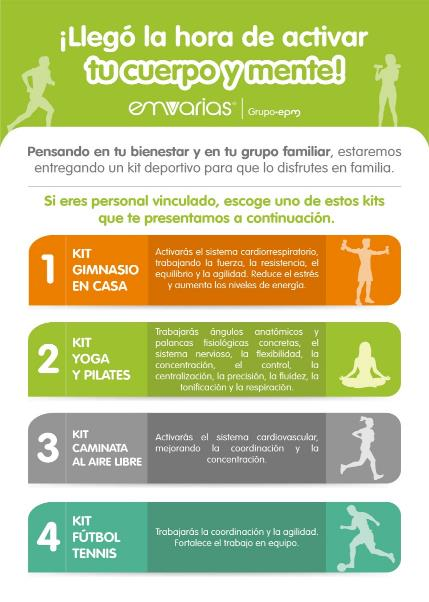 ¡Llegó la hora de activar
tu cuerpo y mente!
emvarias® | Grupo·epm
Pensando en tu bienestar y en tu grupo familiar, estaremos
entregando un kit deportivo para que lo disfrutes en familia.
Si eres personal vinculado, escoge uno de estos kits
que te presentamos a continuación.
1
KIT
GIMNASIO
EN CASA
Activarás el sistema cardiorrespiratorio,
trabajando la fuerza, la resistencia, el
equilibrio y la agilidad. Reduce el estrés
y aumenta los niveles de energía.
2
KIT
YOGA
Y PILATES
Trabajarás ángulos anatómicos y
palancas fisiológicas concretas, el
sistema nervioso, la flexibilidad, la
concentración, el control, la
centralización, la precisión, la fluidez, la
tonificación y la respiración.
3
KIT
CAMINATA
AL AIRE LIBRE
Activarás el sistema cardiovascular,
mejorando la coordinación y la
concentración.
4
KIT
FÚTBOL
TENNIS
Trabajarás la coordinación y la agilidad.
Fortalece el trabajo en equipo.